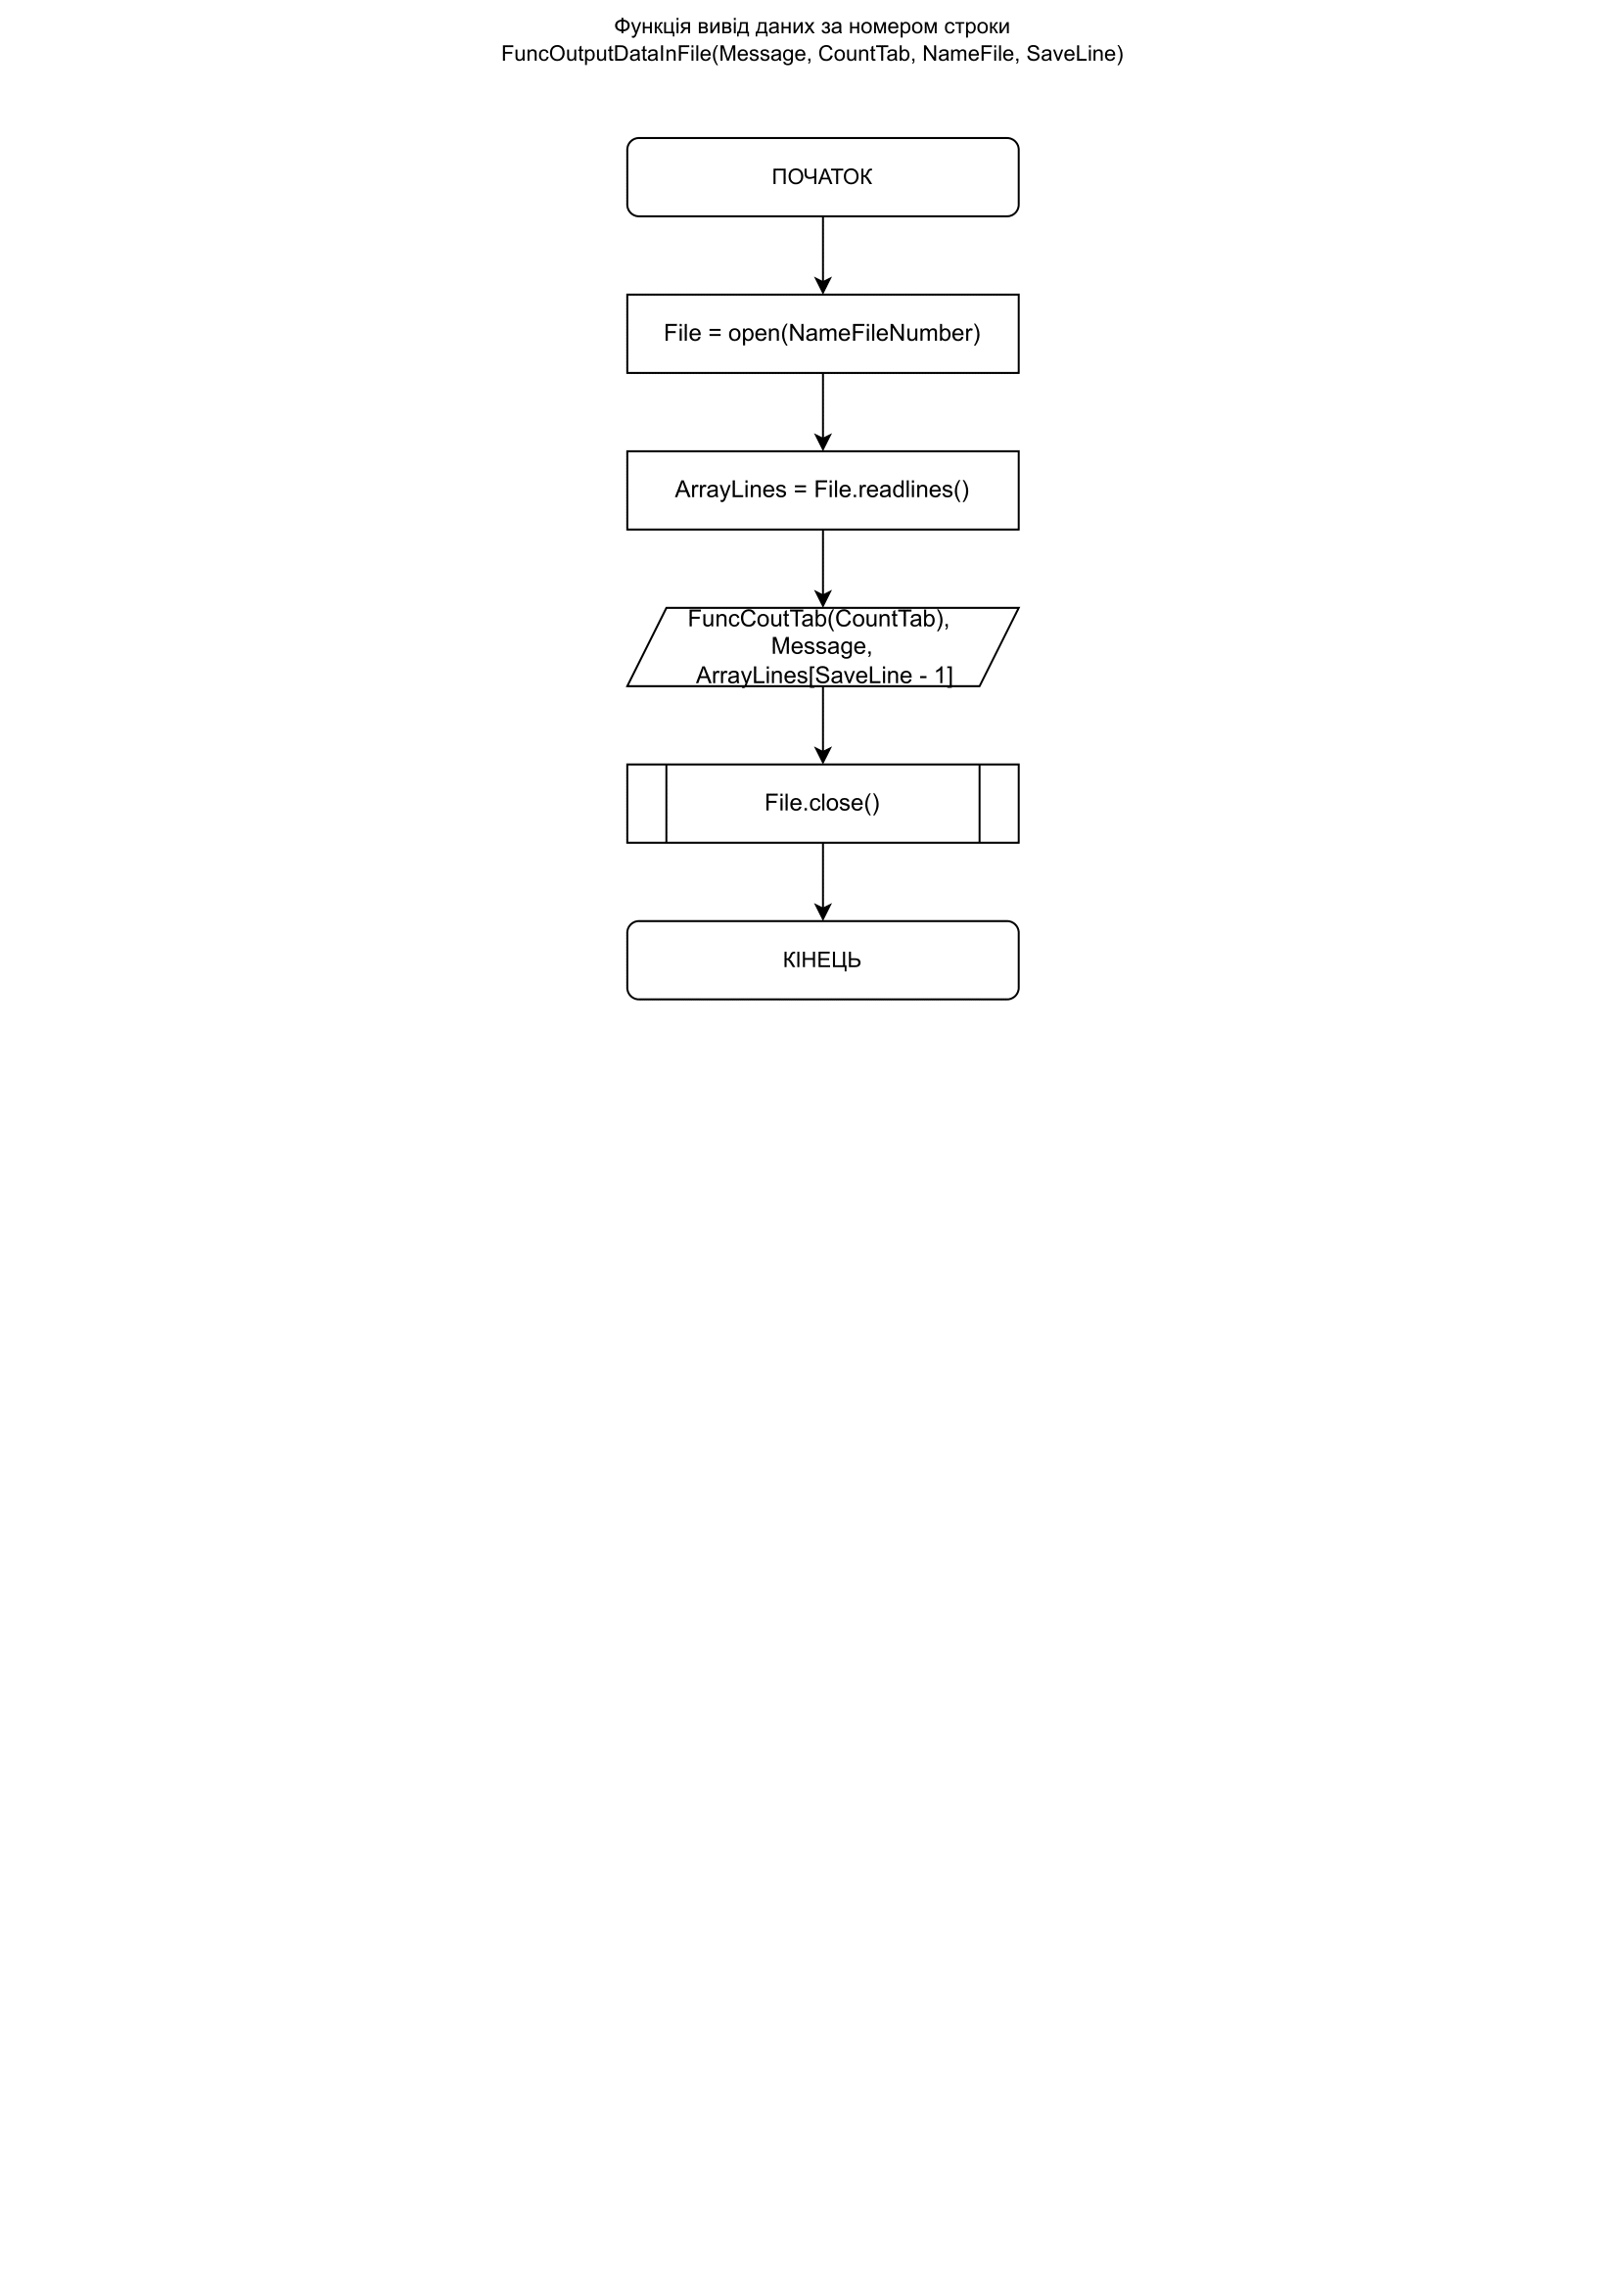 Функція вивід даних за номером строки
FuncOutputDataInFile(Message, CountTab, NameFile, SaveLine)
ПОЧАТОК
File = open(NameFileNumber)
ArrayLines = File.readlines()
FuncCoutTab(CountTab),
Message,
ArrayLines[SaveLine - 1]
File.close()
КІНЕЦЬ